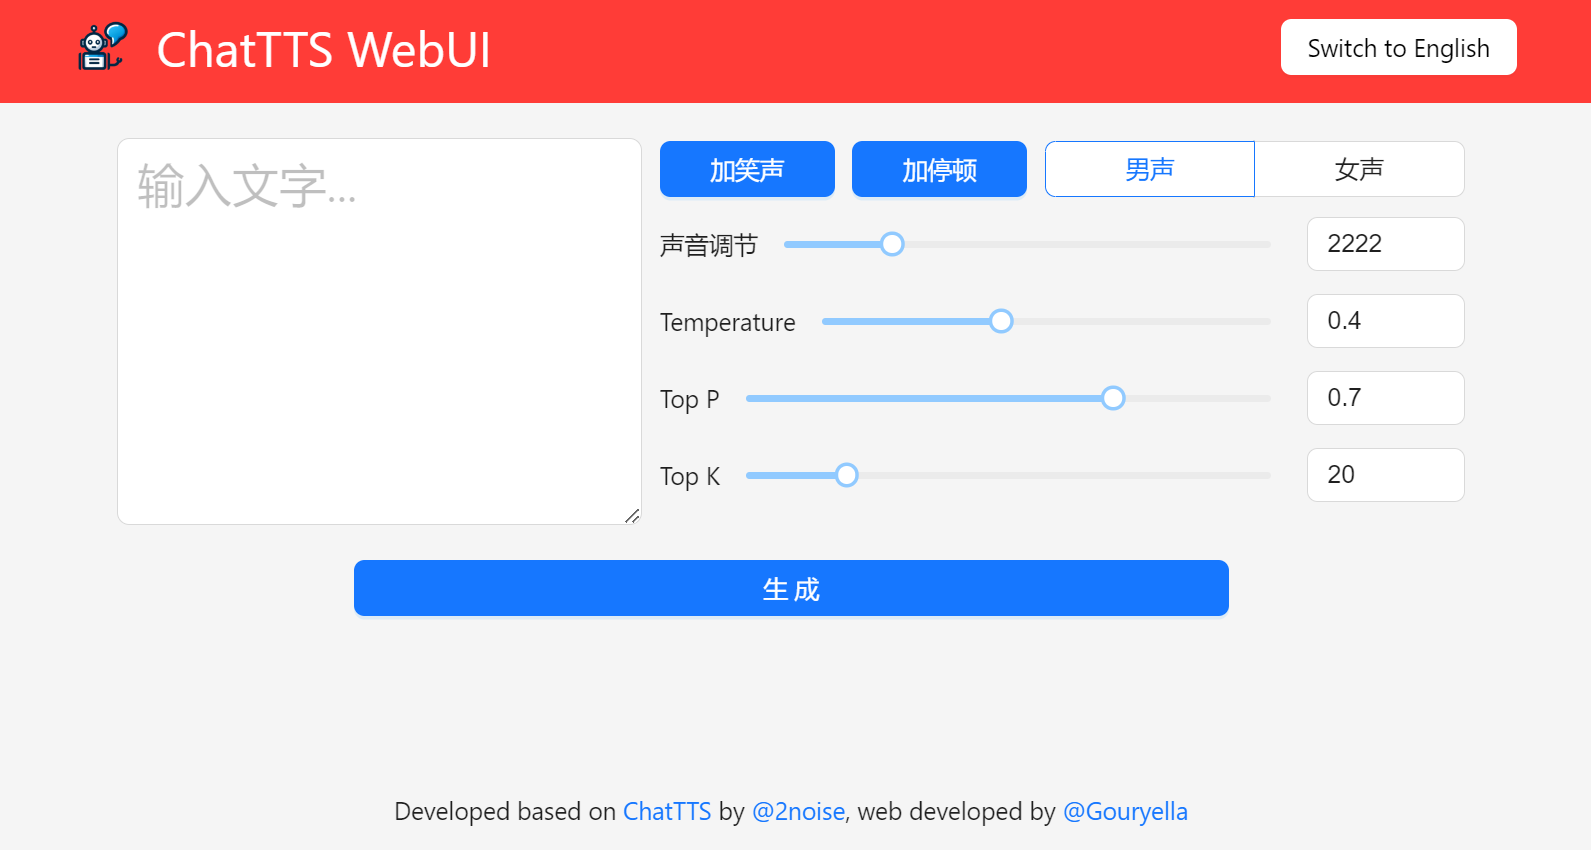 ChatTTS WebUI
Switch to English
输入文字...
加笑声
加停顿
男声
女声
声音调节
2222
Temperature
0.4
Top P
0.7
Top K
20
生 成
Developed based on ChatTTS by @2noise, web developed by @Gouryella